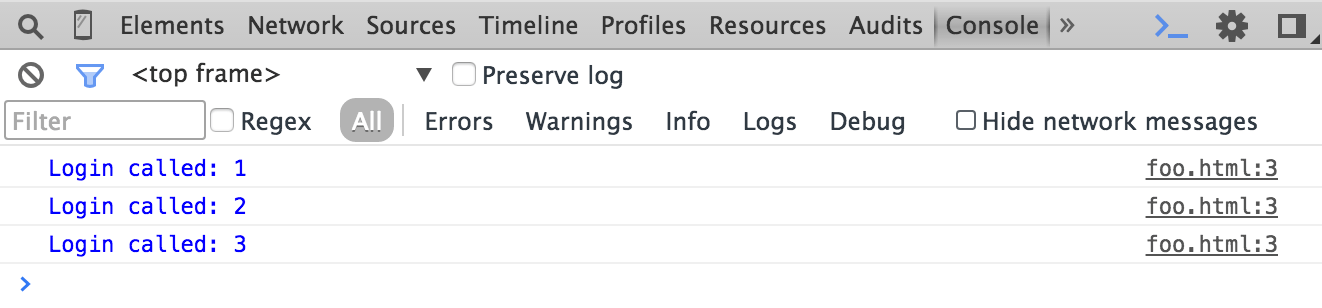 Elements Network Sources Timeline Profiles Resources Audits Console »
<top frame> ▼ Preserve log
Filter Regex All Errors Warnings Info Logs Debug Hide network messages
Login called: 1 foo.html:3
Login called: 2 foo.html:3
Login called: 3 foo.html:3
>